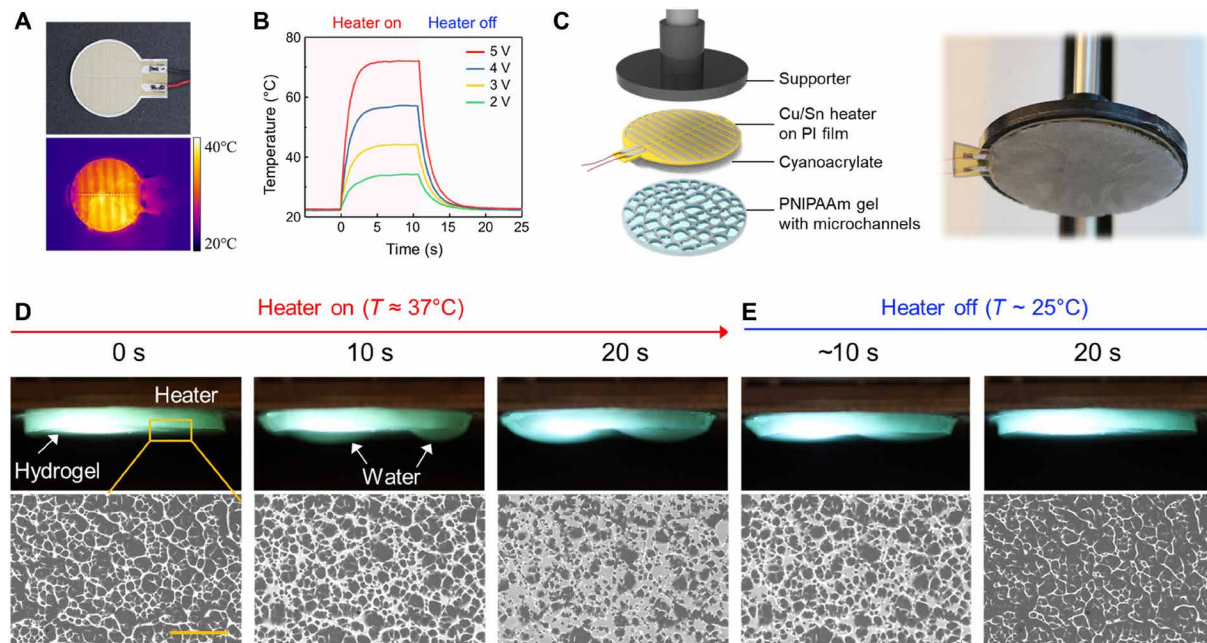 A
40°C
20°C
B
Heater on Heater off
80
60
40
20
Temperature (°C)
5 V
4 V
3 V
2 V
-5 0 5 10 15 20 25
Time (s)
C
Supporter
Cu/Sn heater
on PI film
Cyanoacrylate
PNIPAAm gel
with microchannels
D
Heater on (T ≈ 37°C)
0 s
10 s
20 s
Heater
Hydrogel
Water
E
Heater off (T ~ 25°C)
~10 s
20 s